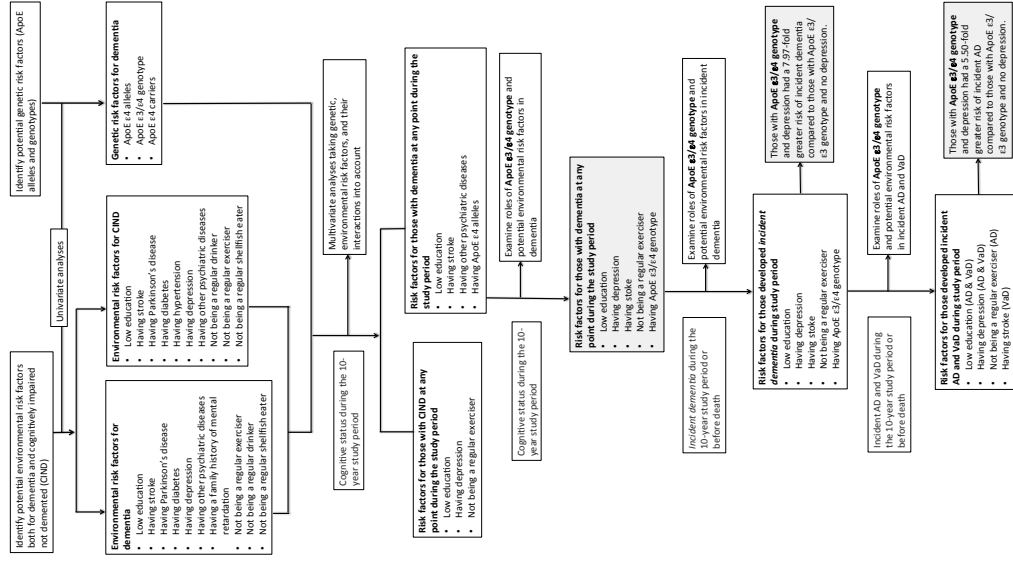 Identify potential environmental risk factors
both for dementia and cognitively impaired
not demented (CIND)
Identify potential genetic risk factors (ApoE
alleles and genotypes)
Univariate analyses
Environmental risk factors for
dementia
• Low education
• Having stroke
• Having Parkinson's disease
• Having diabetes
• Having depression
• Having other psychiatric diseases
• Having a family history of mental
retardation
• Not being a regular exerciser
• Not being a regular drinker
• Not being a regular shellfish eater
Environmental risk factors for CIND
• Low education
• Having stroke
• Having Parkinson's disease
• Having diabetes
• Having hypertension
• Having depression
• Having other psychiatric diseases
• Not being a regular drinker
• Not being a regular exerciser
• Not being a regular shellfish eater
Genetic risk factors for dementia
• ApoE ε4 alleles
• ApoE ε3/ε4 genotype
• ApoE ε4 carriers
Cognitive status during the 10-
year study period
Multivariate analyses taking genetic,
environmental risk factors, and their
interactions into account
Risk factors for those with CIND at any
point during the study period
• Low education
• Having depression
• Not being a regular exerciser
Risk factors for those with dementia at any point during the
study period
• Low education
• Having stroke
• Having other psychiatric diseases
• Having ApoE ε4 alleles
Cognitive status during the 10-
year study period
Examine roles of ApoE ε3/ε4 genotype and
potential environmental risk factors in
dementia
Risk factors for those with dementia at any
point during the study period
• Low education
• Having depression
• Having stoke
• Not being a regular exerciser
• Having ApoE ε3/ε4 genotype
Incident dementia during the
10-year study period or
before death
Examine roles of ApoE ε3/ε4 genotype and
potential environmental risk factors in incident
dementia
Risk factors for those developed incident
dementia during study period
• Low education
• Having depression
• Having stoke
• Not being a regular exerciser
• Having ApoE ε3/ε4 genotype
Those with ApoE ε3/ε4 genotype
and depression had a 7.97-fold
greater risk of incident dementia
compared to those with ApoE ε3/
ε3 genotype and no depression.
Incident AD and VaD during
the 10-year study period or
before death
Examine roles of ApoE ε3/ε4 genotype
and potential environmental risk factors
in incident AD and VaD
Risk factors for those developed incident
AD and VaD during study period
• Low education (AD & VaD)
• Having depression (AD & VaD)
• Not being a regular exerciser (AD)
• Having stroke (VaD)
Those with ApoE ε3/ε4 genotype
and depression had a 5.50-fold
greater risk of incident AD
compared to those with ApoE ε3/
ε3 genotype and no depression.